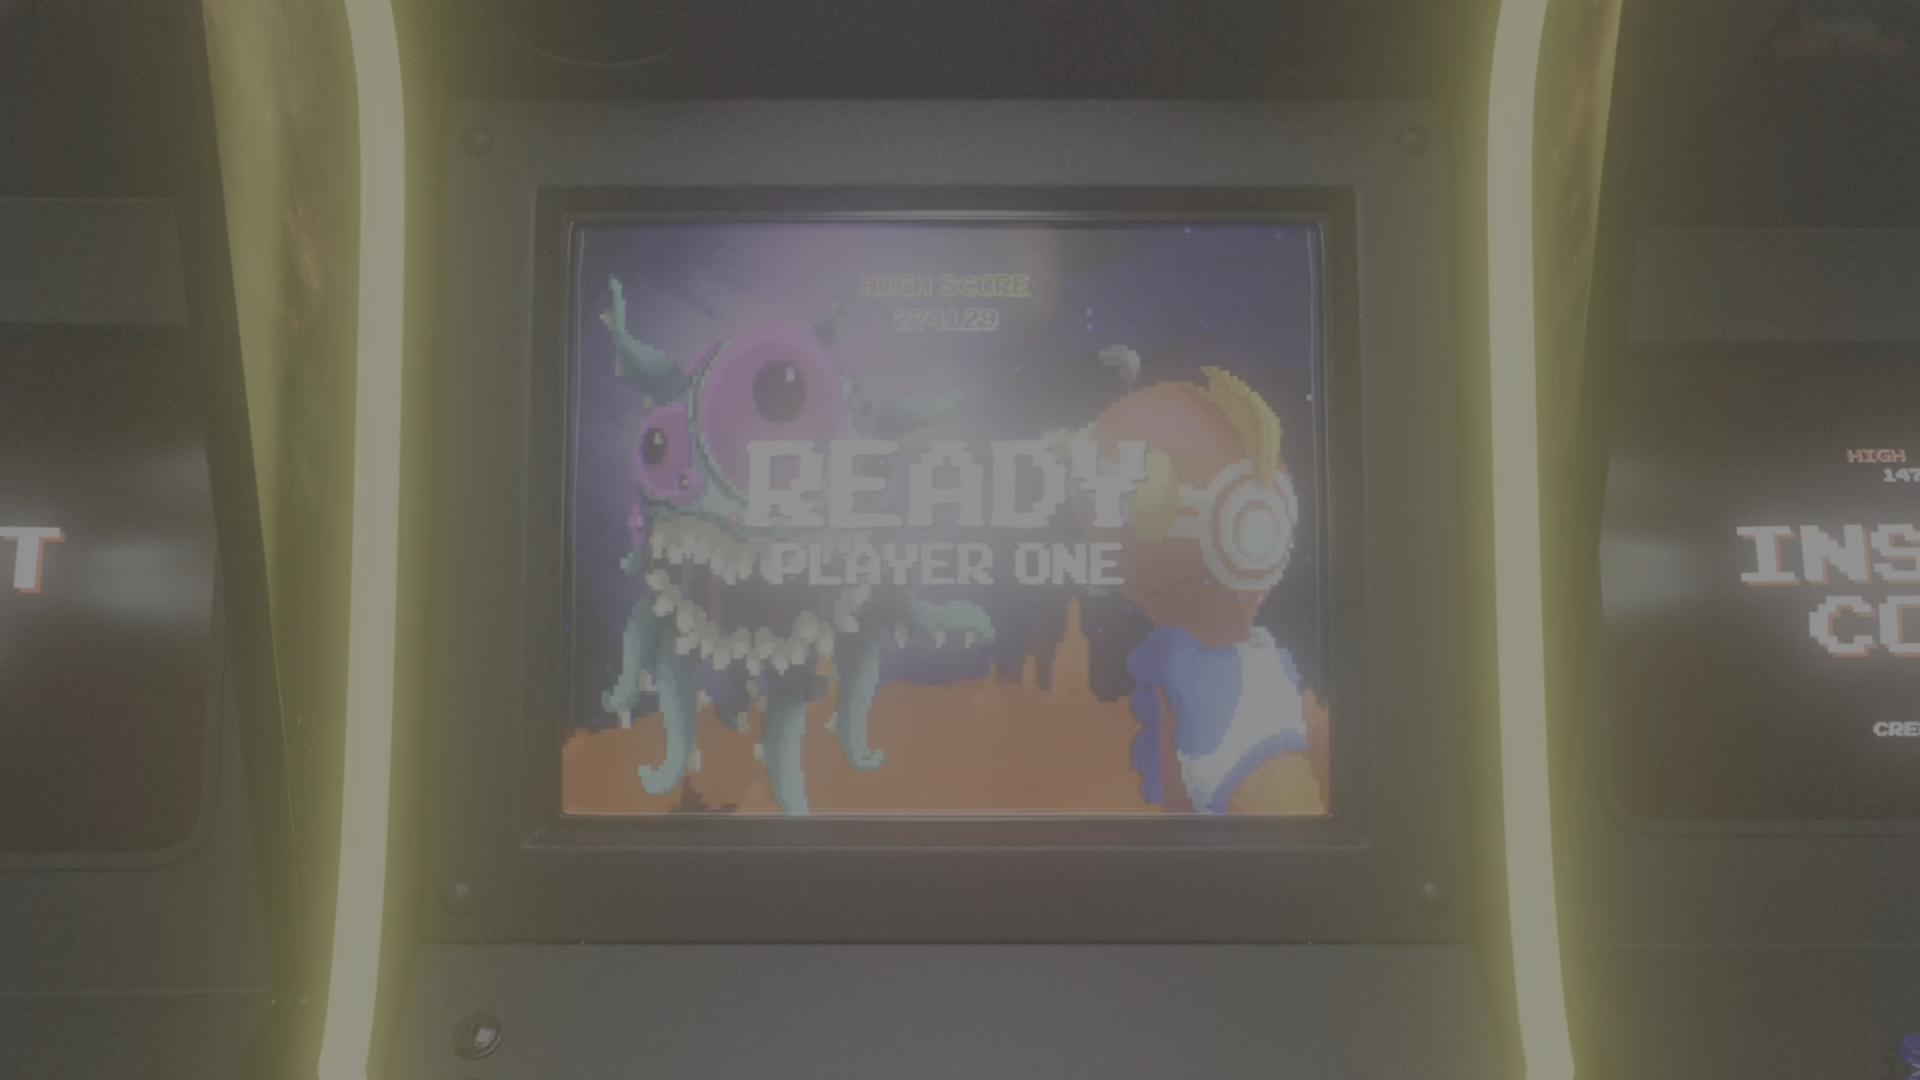 HIGH SCORE
274129
READY
PLAYER ONE
T
HIGH
147
INS
CO
CRE